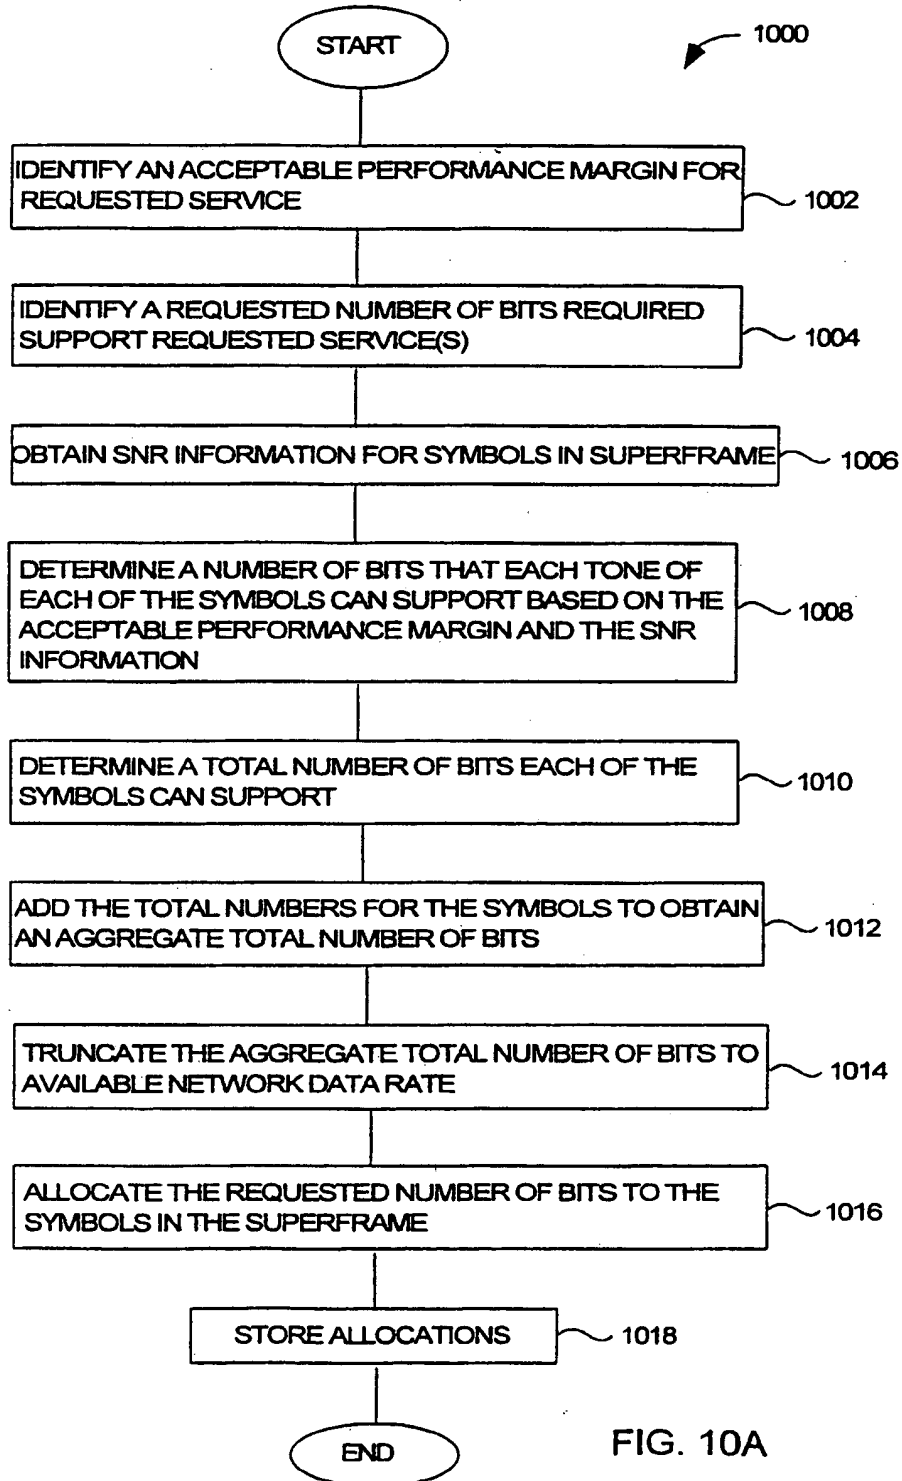 START
1000
IDENTIFY AN ACCEPTABLE PERFORMANCE MARGIN FOR
REQUESTED SERVICE
1002
IDENTIFY A REQUESTED NUMBER OF BITS REQUIRED
SUPPORT REQUESTED SERVICE(S)
1004
OBTAIN SNR INFORMATION FOR SYMBOLS IN SUPERFRAME
1006
DETERMINE A NUMBER OF BITS THAT EACH TONE OF
EACH OF THE SYMBOLS CAN SUPPORT BASED ON THE
ACCEPTABLE PERFORMANCE MARGIN AND THE SNR
INFORMATION
1008
DETERMINE A TOTAL NUMBER OF BITS EACH OF THE
SYMBOLS CAN SUPPORT
1010
ADD THE TOTAL NUMBERS FOR THE SYMBOLS TO OBTAIN
AN AGGREGATE TOTAL NUMBER OF BITS
1012
TRUNCATE THE AGGREGATE TOTAL NUMBER OF BITS TO
AVAILABLE NETWORK DATA RATE
1014
ALLOCATE THE REQUESTED NUMBER OF BITS TO THE
SYMBOLS IN THE SUPERFRAME
1016
STORE ALLOCATIONS
1018
END
FIG. 10A